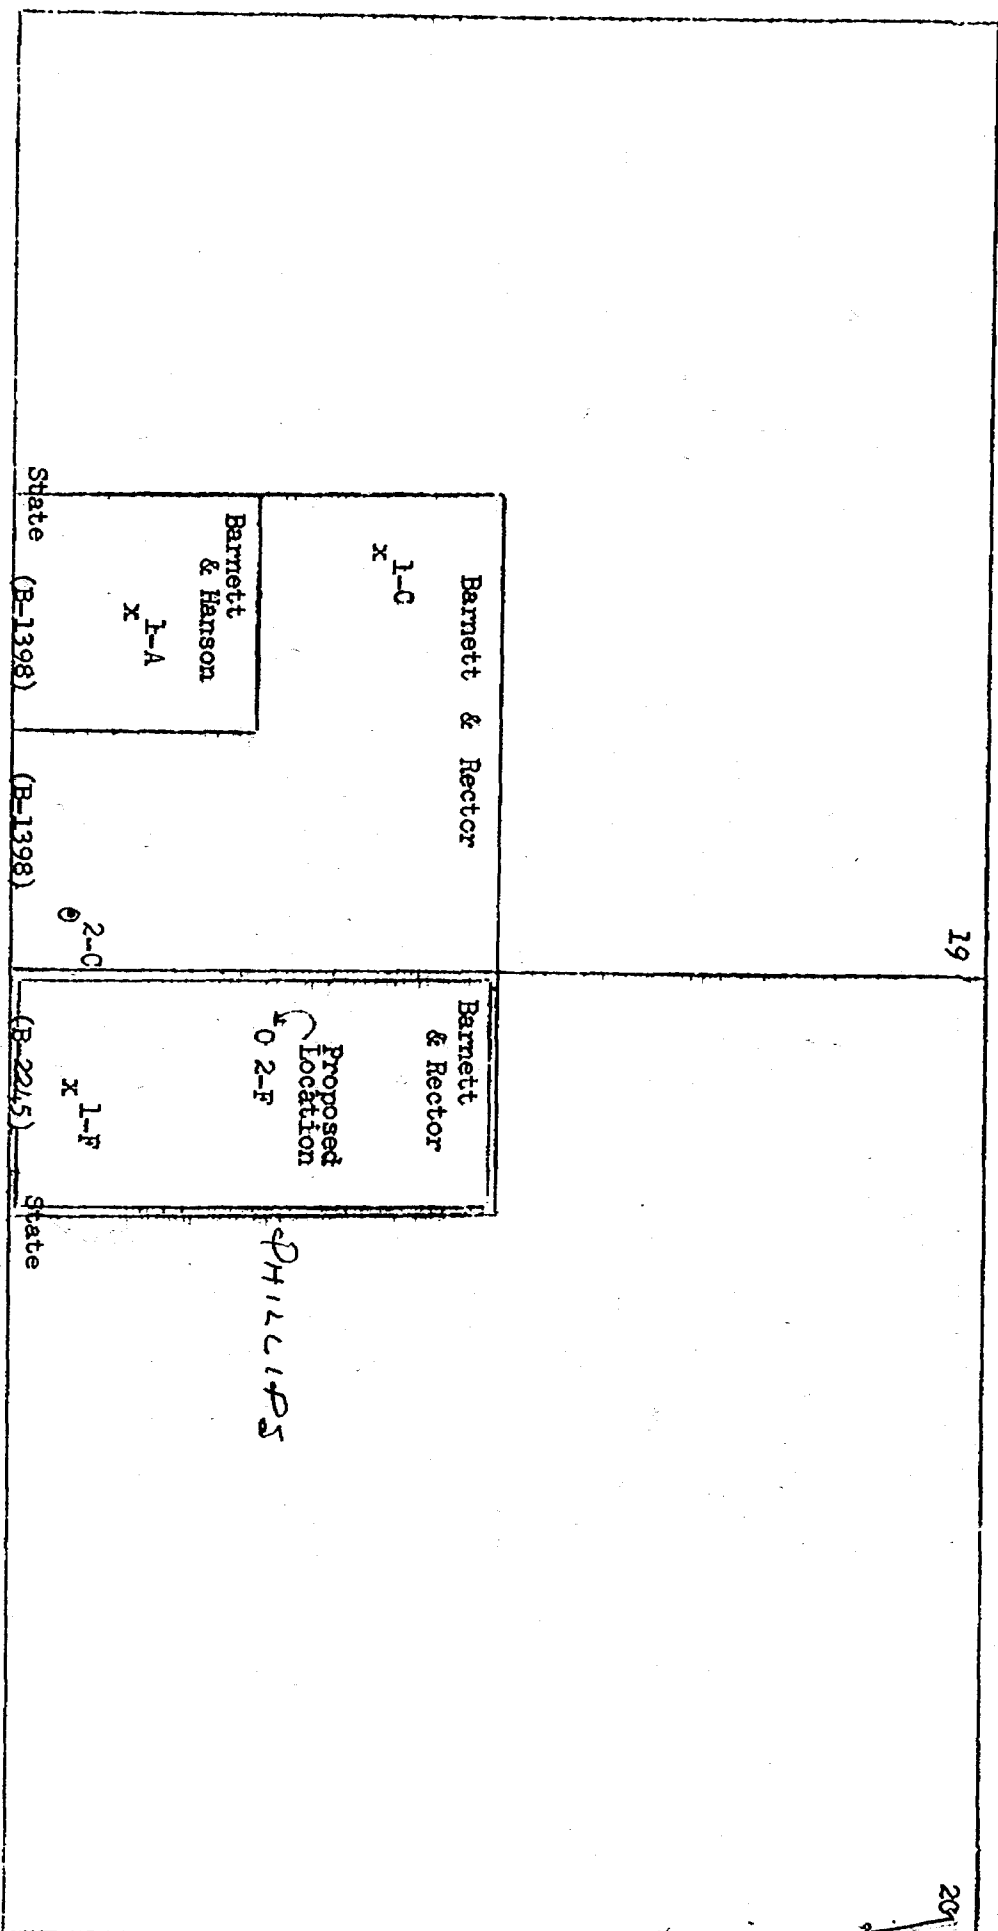 19
20
Barnett & Rector
1-C
x
Barnett
& Hanson
1-A
x
2-C
Barnett
& Rector
Proposed
Location
O 2-F
1-F
x
PHILLIPS
State (B-1398) (B-1398) (B-2245) State